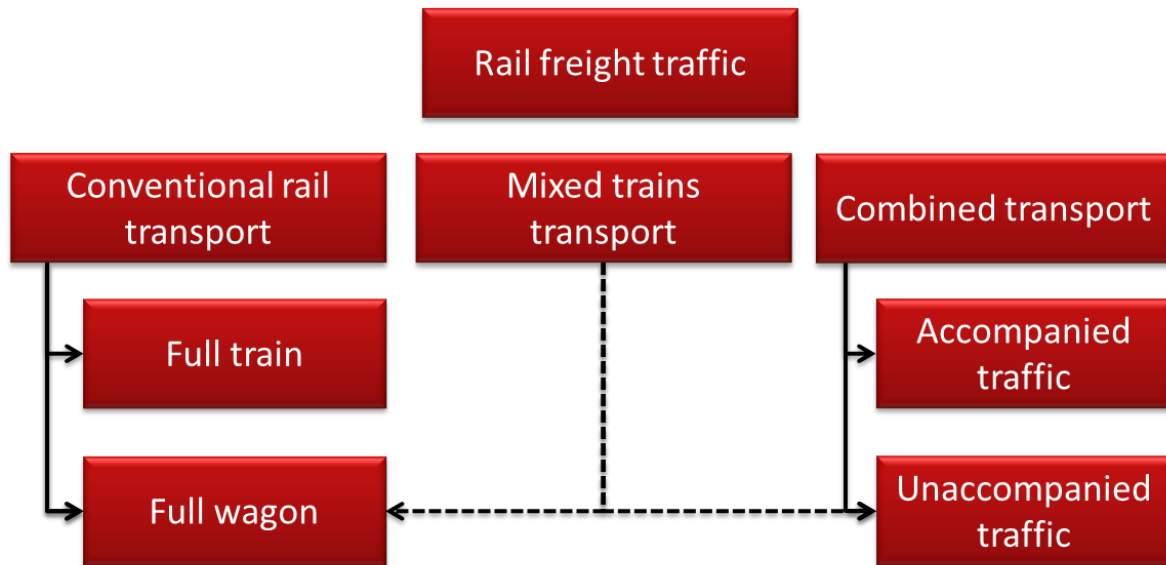 Rail freight traffic
Conventional rail
transport
Mixed trains
transport
Combined transport
Full train
Accompanied
traffic
Full wagon
Unaccompanied
traffic